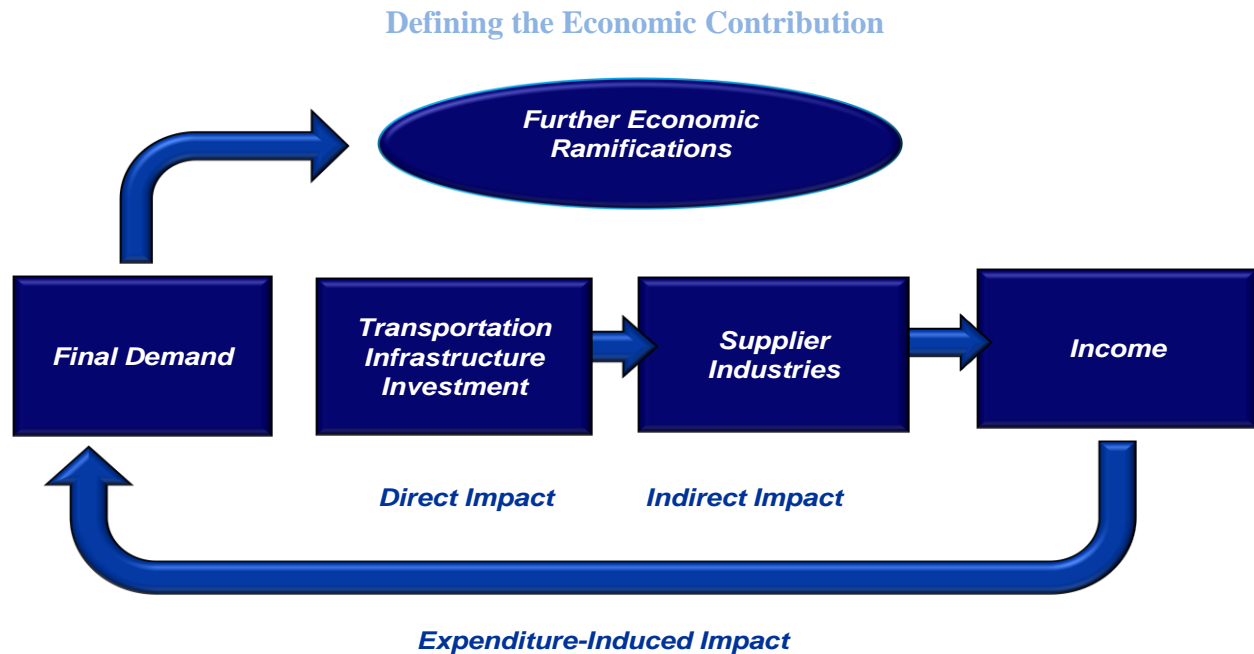 Defining the Economic Contribution
Further Economic
Ramifications
Final Demand
Transportation
Infrastructure
Investment
Supplier
Industries
Income
Direct Impact
Indirect Impact
Expenditure-Induced Impact